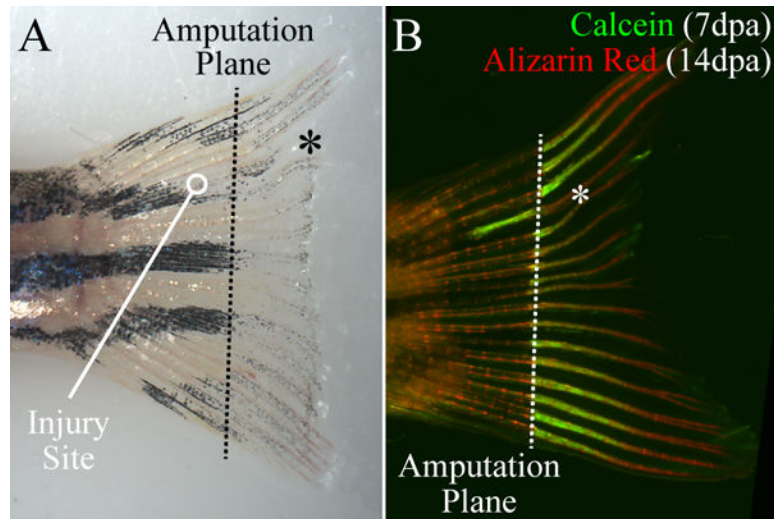 A
Amputation
Plane
*
Injury
Site
B
Calcein (7dpa)
Alizarin Red (14dpa)
*
Amputation
Plane